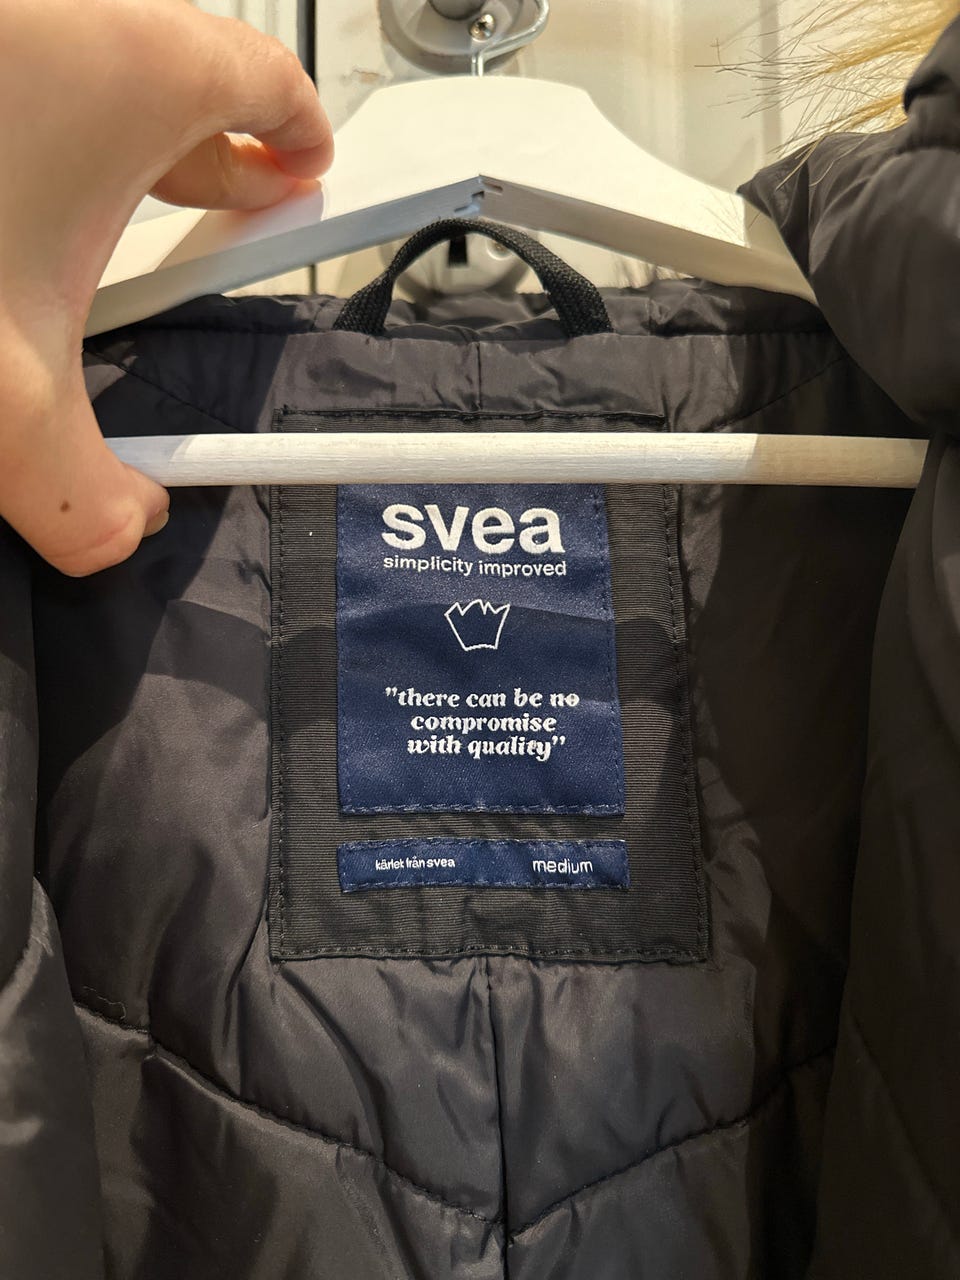 svea
simplicity improved
"there can be no
compromise
with quality"
kärlek från svea
medium